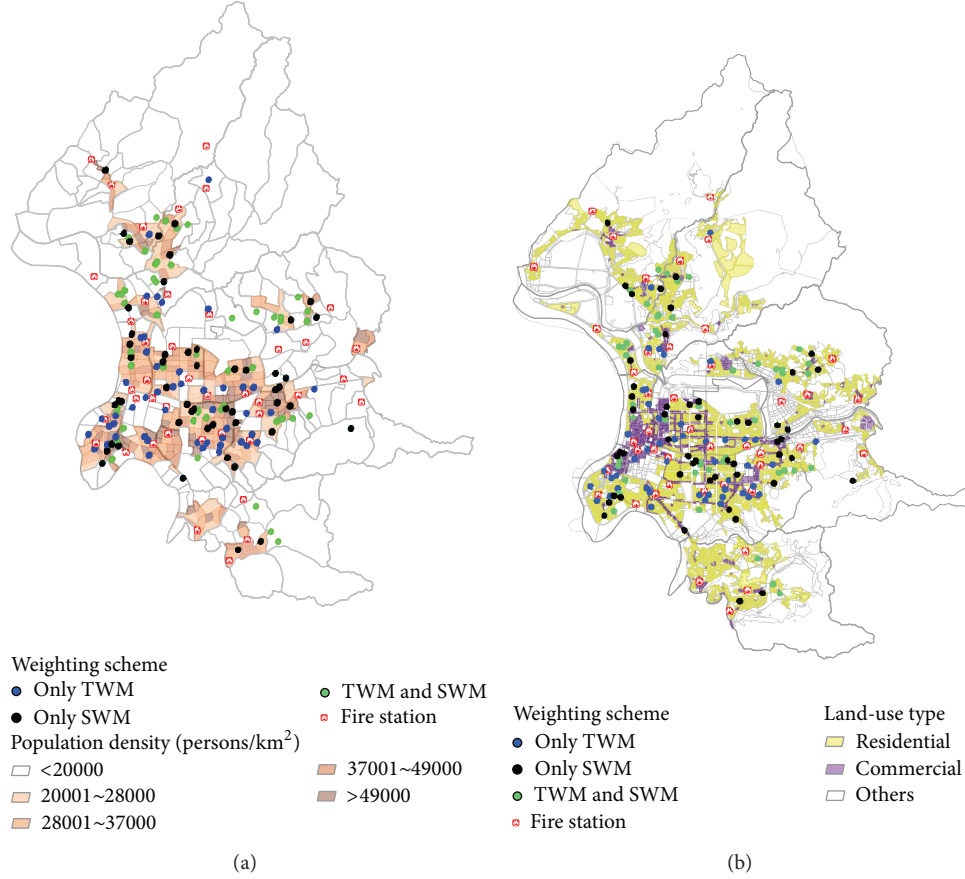 Weighting scheme
Only TWM
Only SWM
TWM and SWM
Fire station
Population density (persons/km²)
<20000
20001~28000
28001~37000
37001~49000
>49000
(a)
Weighting scheme
Only TWM
Only SWM
TWM and SWM
Fire station
Land-use type
Residential
Commercial
Others
(b)